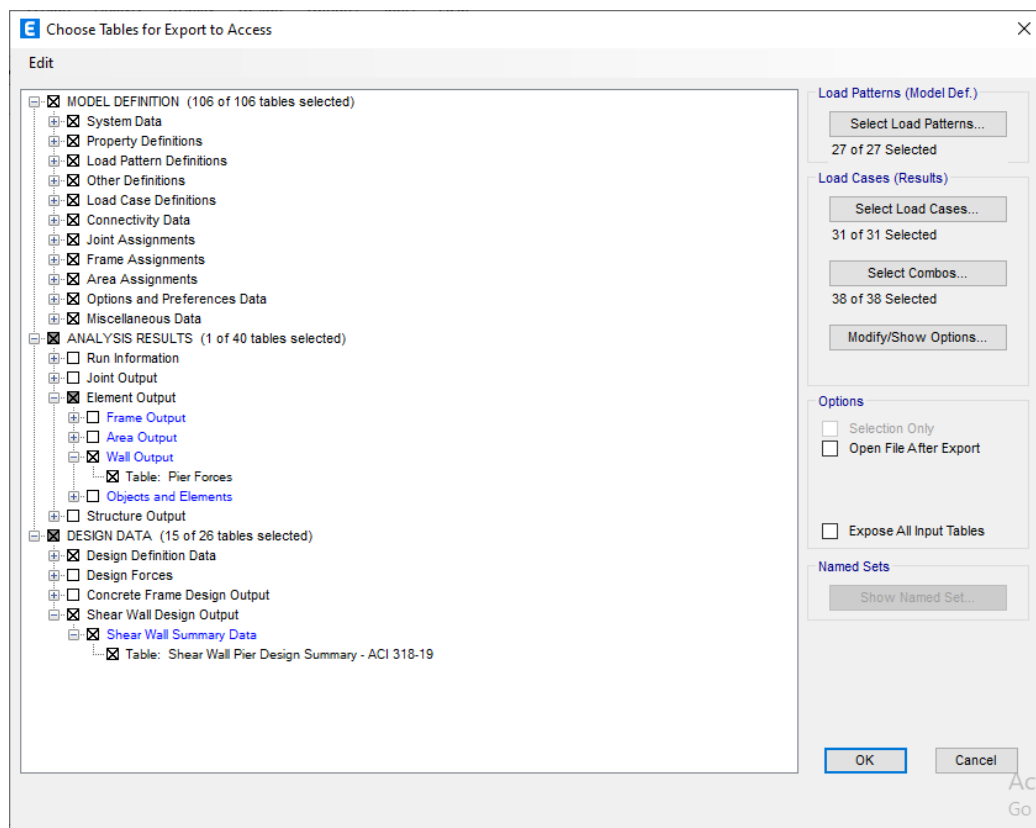 E Choose Tables for Export to Access
Edit
MODEL DEFINITION (106 of 106 tables selected)
System Data
Property Definitions
Load Pattern Definitions
Other Definitions
Load Case Definitions
Connectivity Data
Joint Assignments
Frame Assignments
Area Assignments
Options and Preferences Data
Miscellaneous Data
ANALYSIS RESULTS (1 of 40 tables selected)
Run Information
Joint Output
Element Output
Frame Output
Area Output
Wall Output
Table: Pier Forces
Objects and Elements
Structure Output
DESIGN DATA (15 of 26 tables selected)
Design Definition Data
Design Forces
Concrete Frame Design Output
Shear Wall Design Output
Shear Wall Summary Data
Table: Shear Wall Pier Design Summary - ACI 318-19
Load Patterns (Model Def.)
Select Load Patterns...
27 of 27 Selected
Load Cases (Results)
Select Load Cases...
31 of 31 Selected
Select Combos...
38 of 38 Selected
Modify/Show Options...
Options
Selection Only
Open File After Export
Expose All Input Tables
Named Sets
Show Named Set...
OK Cancel
Ac
Go